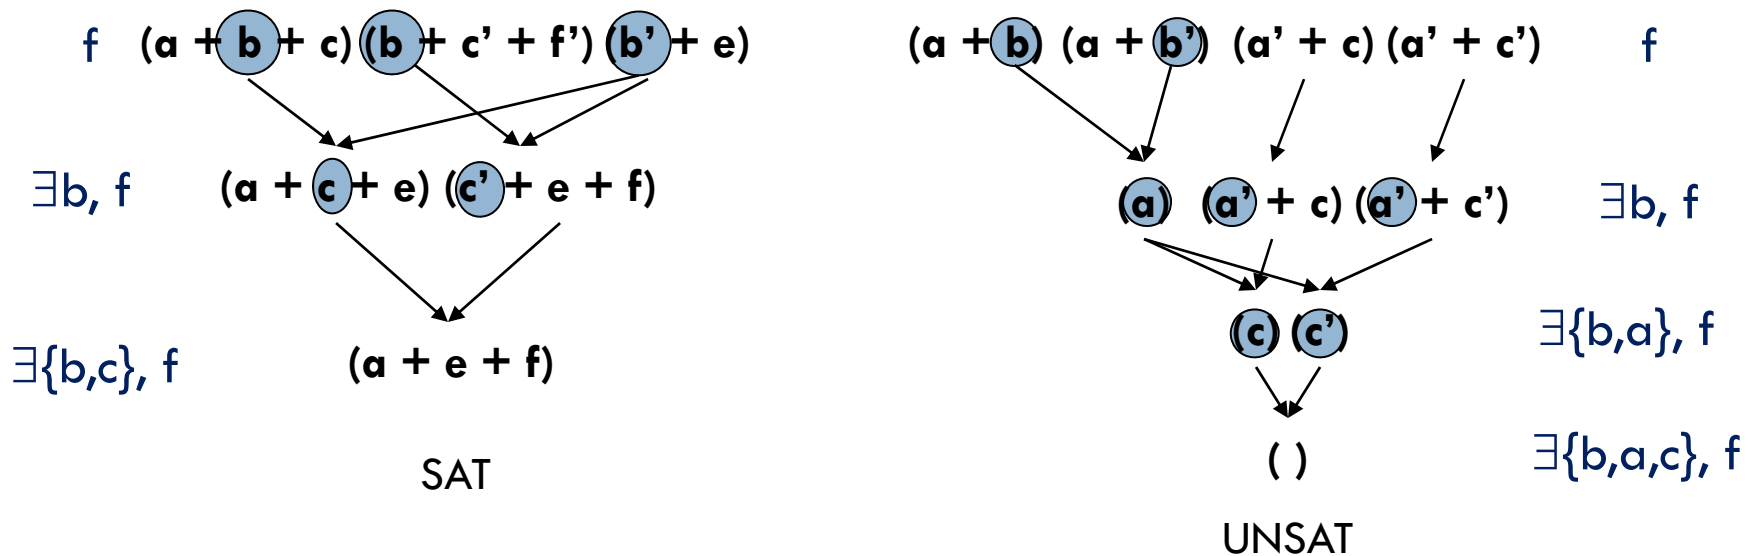 f (a + b + c) (b + c’ + f’) (b’ + e)
∃b, f (a + c + e) (c’ + e + f)
∃{b,c}, f (a + e + f)
SAT
(a + b) (a + b’) (a’ + c) (a’ + c’) f
(a) (a’ + c) (a’ + c’) ∃b, f
(c) (c’) ∃{b,a}, f
( ) ∃{b,a,c}, f
UNSAT